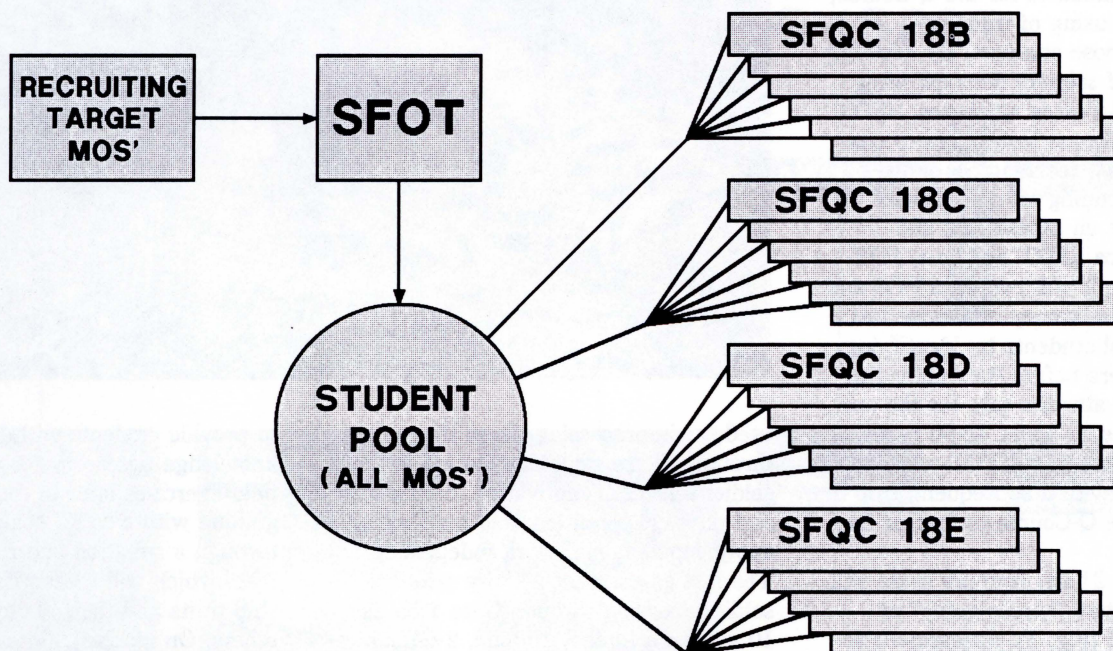 RECRUITING
TARGET
MOS'
SFOT
STUDENT
POOL
(ALL MOS')
SFQC 18B
SFQC 18C
SFQC 18D
SFQC 18E